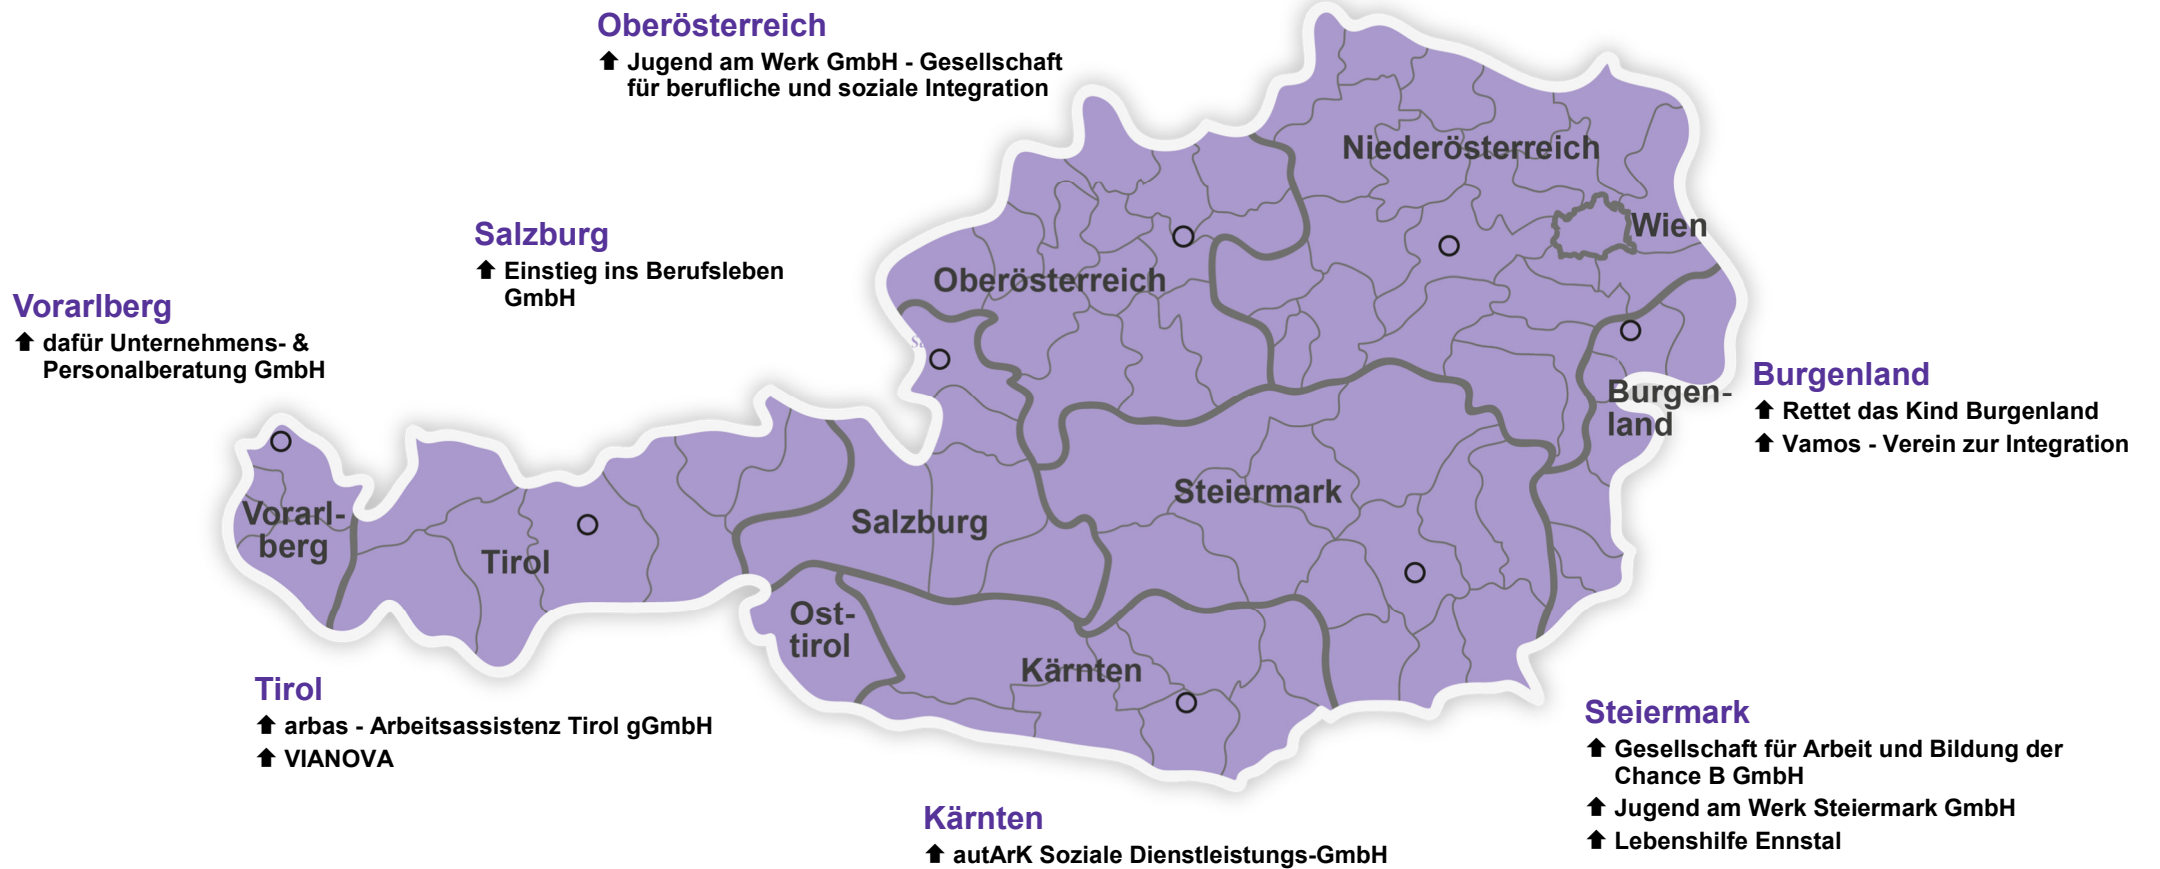 Oberösterreich
Jugend am Werk GmbH - Gesellschaft
für berufliche und soziale Integration
Salzburg
Einstieg ins Berufsleben
GmbH
Vorarlberg
dafür Unternehmens- &
Personalberatung GmbH
Tirol
arbas - Arbeitsassistenz Tirol gGmbH
VIANOVA
Kärnten
autArK Soziale Dienstleistungs-GmbH
Steiermark
Gesellschaft für Arbeit und Bildung der
Chance B GmbH
Jugend am Werk Steiermark GmbH
Lebenshilfe Ennstal
Burgenland
Rettet das Kind Burgenland
Vamos - Verein zur Integration
Niederösterreich
Wien
Oberösterreich
Burgen-
land
Steiermark
Salzburg
Vorarl-
berg
Tirol
Ost-
tirol
Kärnten